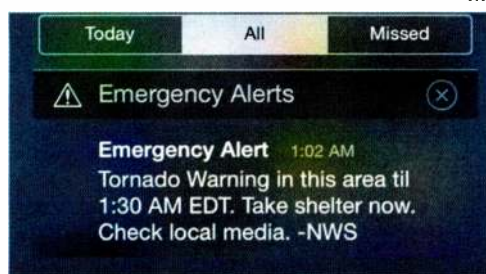 Today All Missed
Emergency Alerts
Emergency Alert 1:02 AM
Tornado Warning in this area til
1:30 AM EDT. Take shelter now.
Check local media. -NWS